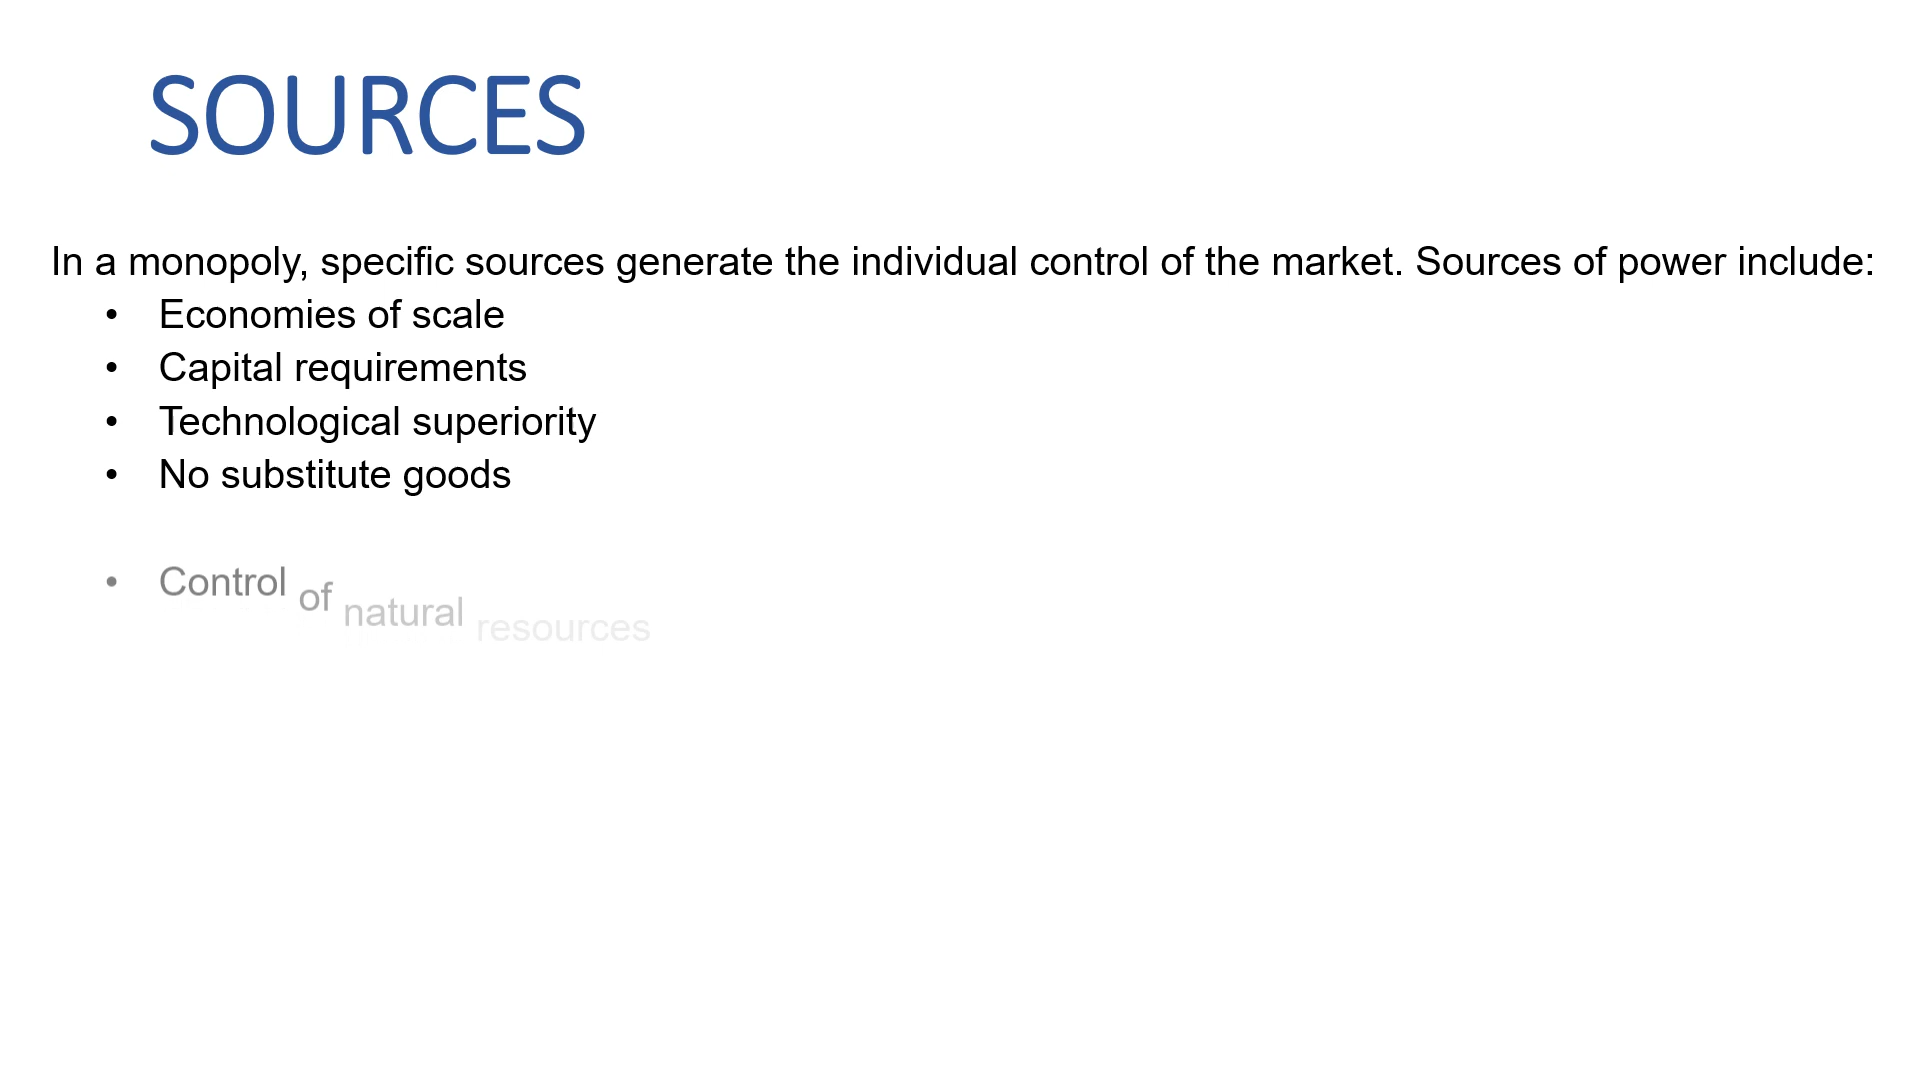 SOURCES
In a monopoly, specific sources generate the individual control of the market. Sources of power include:
• Economies of scale
• Capital requirements
• Technological superiority
• No substitute goods
• Control of natural resources